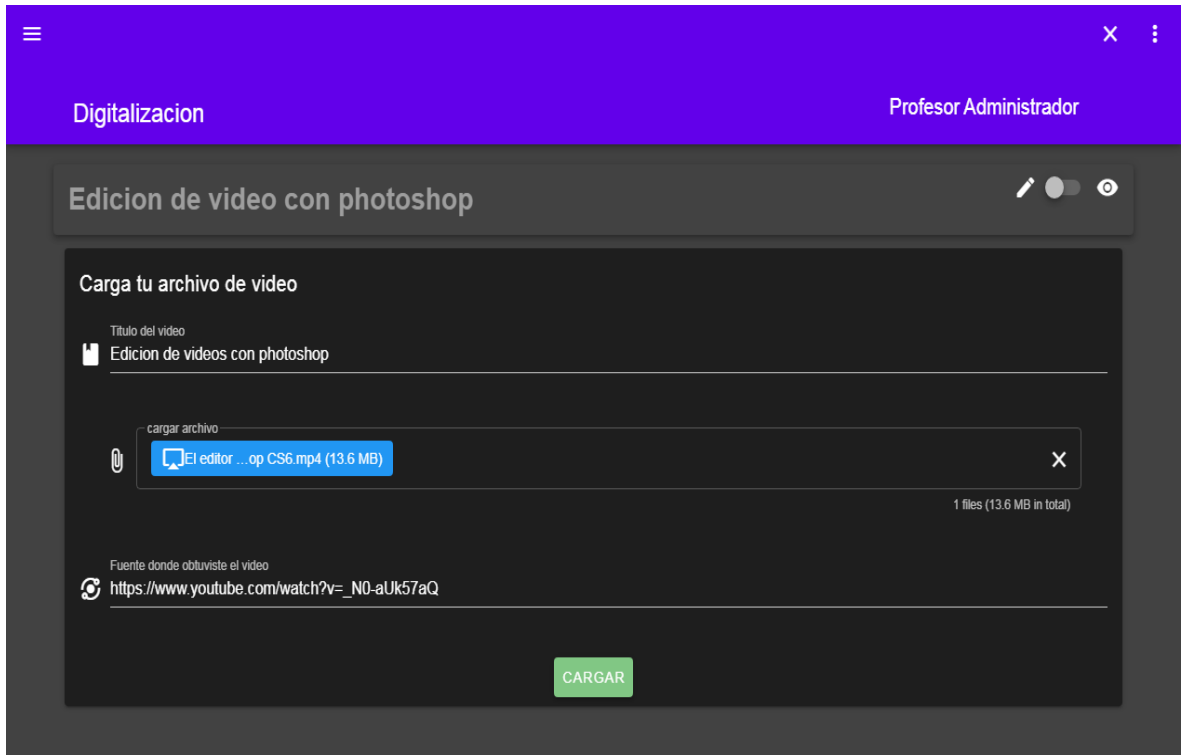 Digitalizacion
Profesor Administrador
Edicion de video con photoshop
Carga tu archivo de video
Titulo del video
Edicion de videos con photoshop
cargar archivo
El editor ...op CS6.mp4 (13.6 MB)
1 files (13.6 MB in total)
Fuente donde obtuviste el video
https://www.youtube.com/watch?v=_N0-aUk57aQ
CARGAR